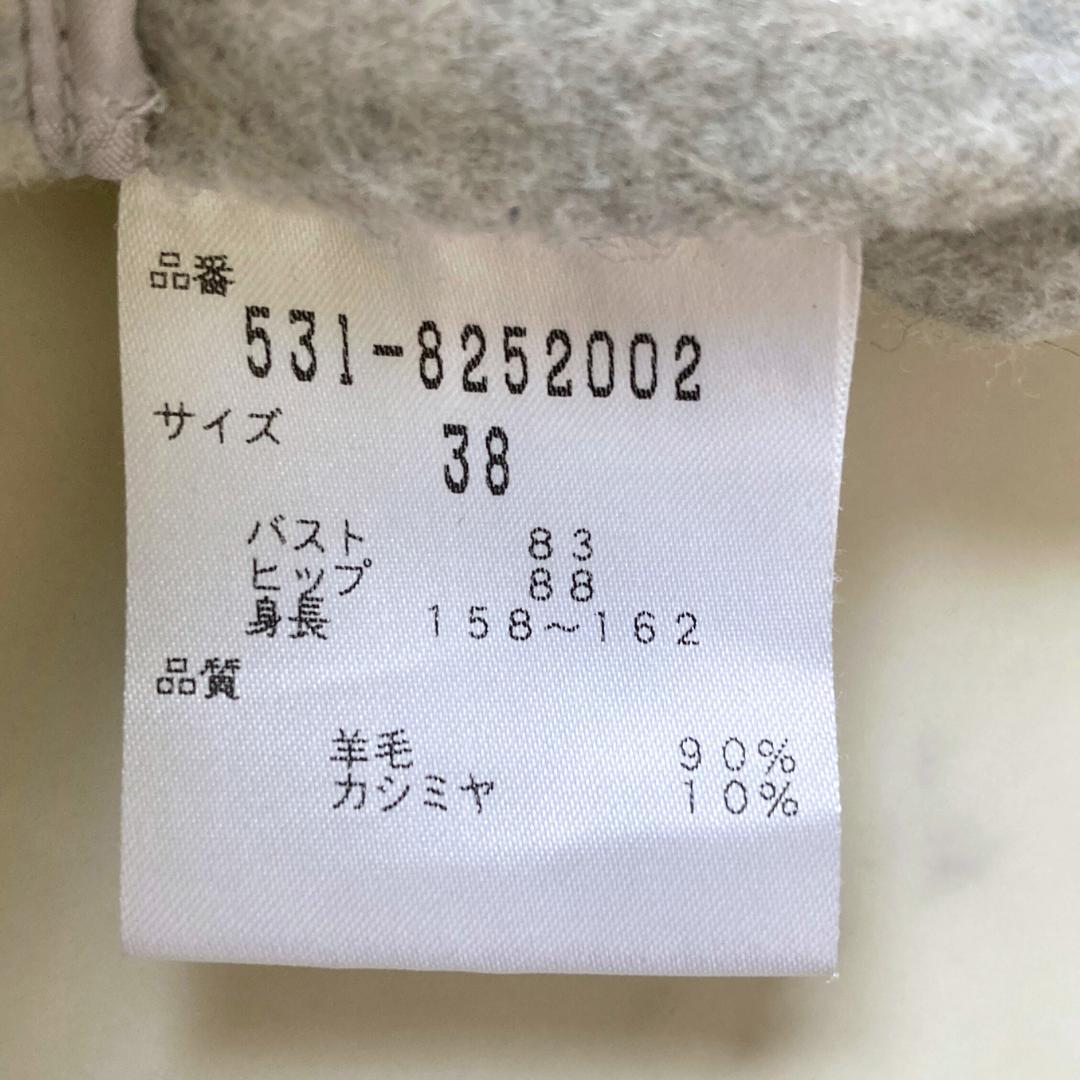 品番
531-8252002
サイズ 38
バスト 83
ヒップ 88
身長 158~162
品質
羊毛 90%
カシミヤ 10%